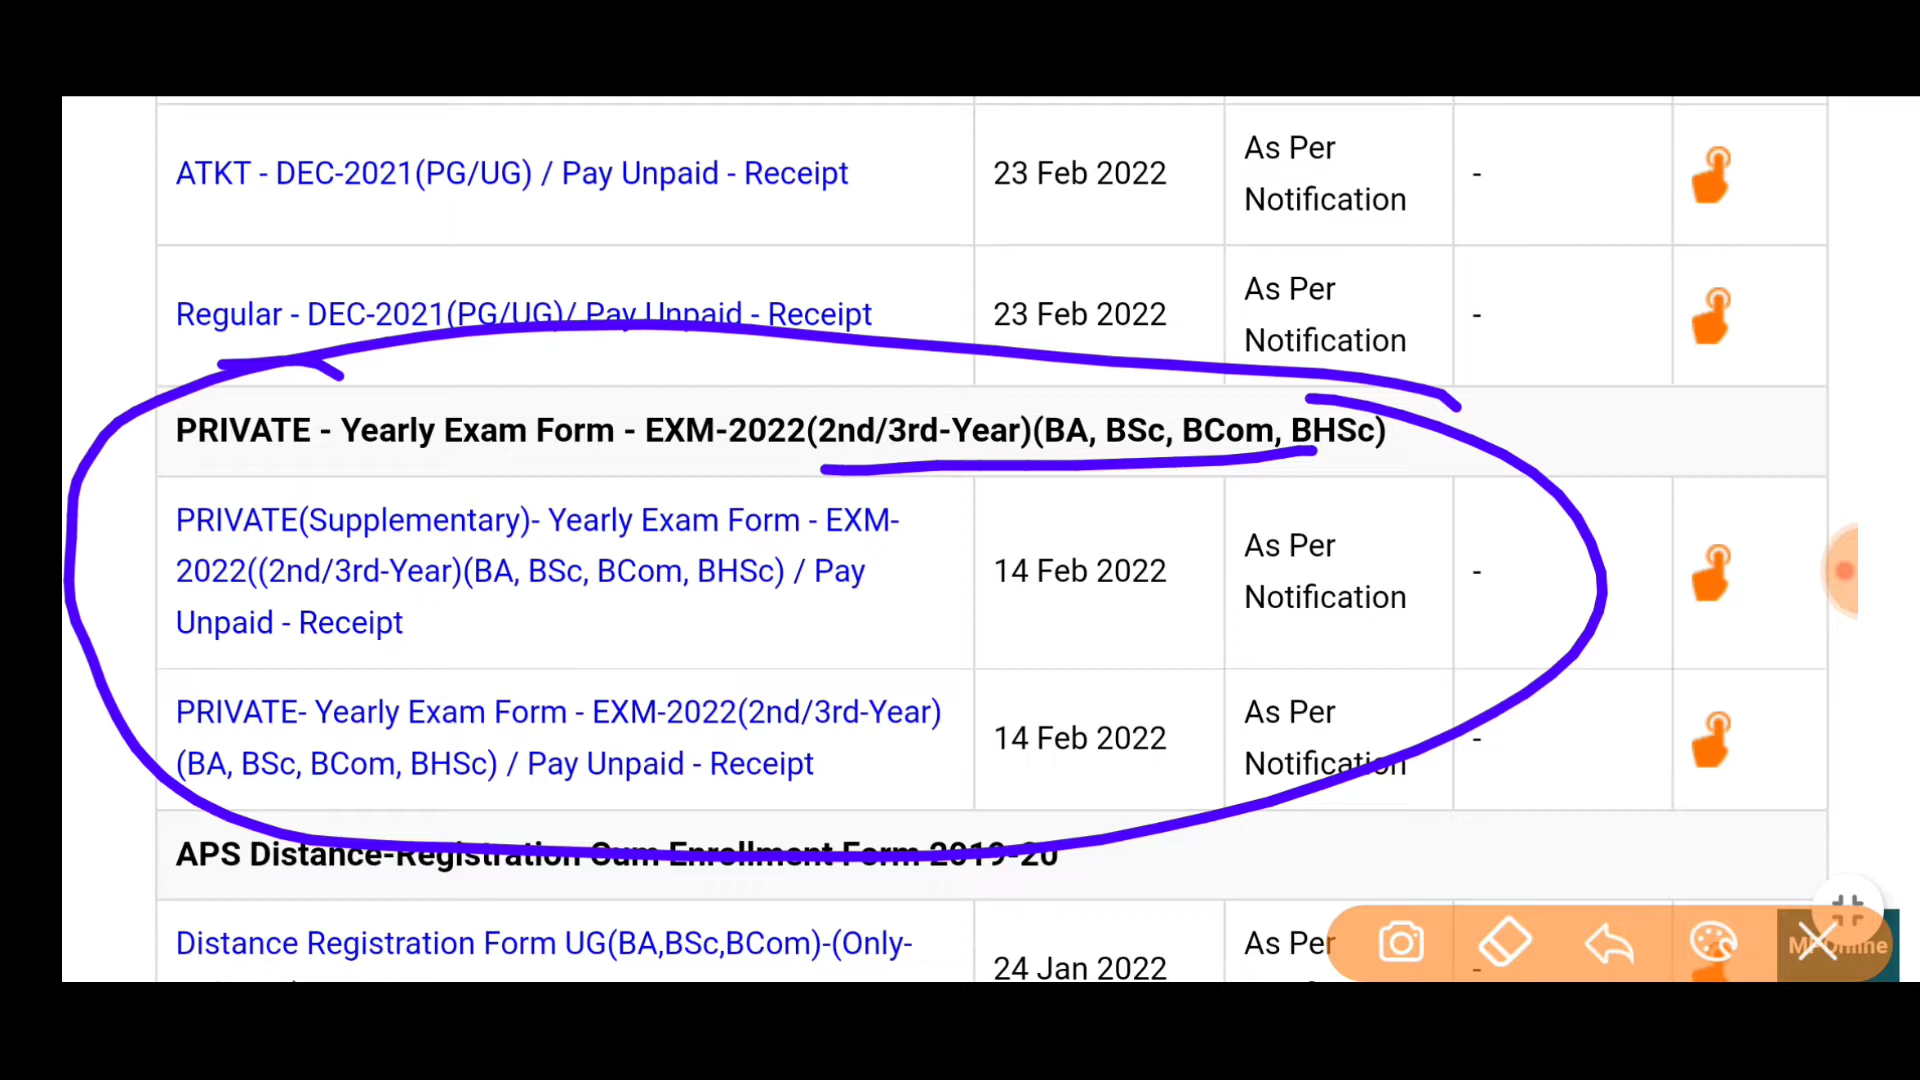 ATKT - DEC-2021(PG/UG) / Pay Unpaid - Receipt
23 Feb 2022
As Per
Notification
-
Regular - DEC-2021(PG/UG)/ Pay Unpaid - Receipt
23 Feb 2022
As Per
Notification
-
PRIVATE - Yearly Exam Form - EXM-2022(2nd/3rd-Year)(BA, BSc, BCom, BHSc)
PRIVATE(Supplementary)- Yearly Exam Form - EXM-
2022((2nd/3rd-Year)(BA, BSc, BCom, BHSc) / Pay
Unpaid - Receipt
14 Feb 2022
As Per
Notification
-
PRIVATE- Yearly Exam Form - EXM-2022(2nd/3rd-Year)
(BA, BSc, BCom, BHSc) / Pay Unpaid - Receipt
14 Feb 2022
As Per
Notification
-
APS Distance-Registration Cum Enrollment Form 2019-20
Distance Registration Form UG(BA,BSc,BCom)-(Only-
24 Jan 2022
As Per
-